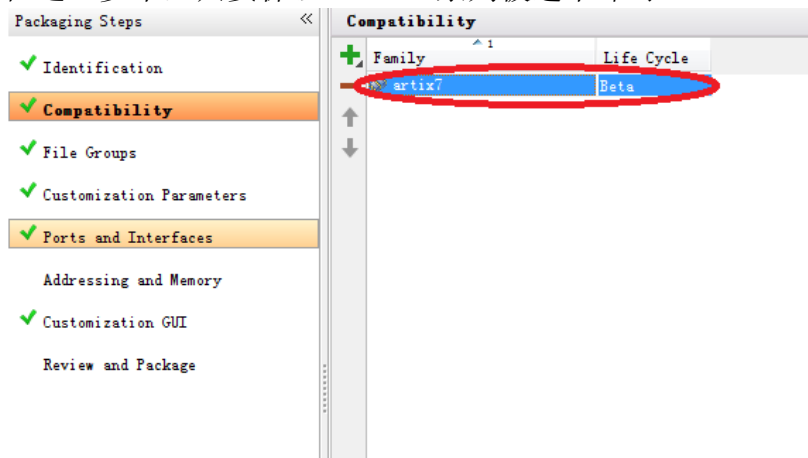 Packaging Steps
«
Compatibility
1
Family
Life Cycle
artix7
Beta
Identification
Compatibility
File Groups
Customization Parameters
Ports and Interfaces
Addressing and Memory
Customization GUI
Review and Package